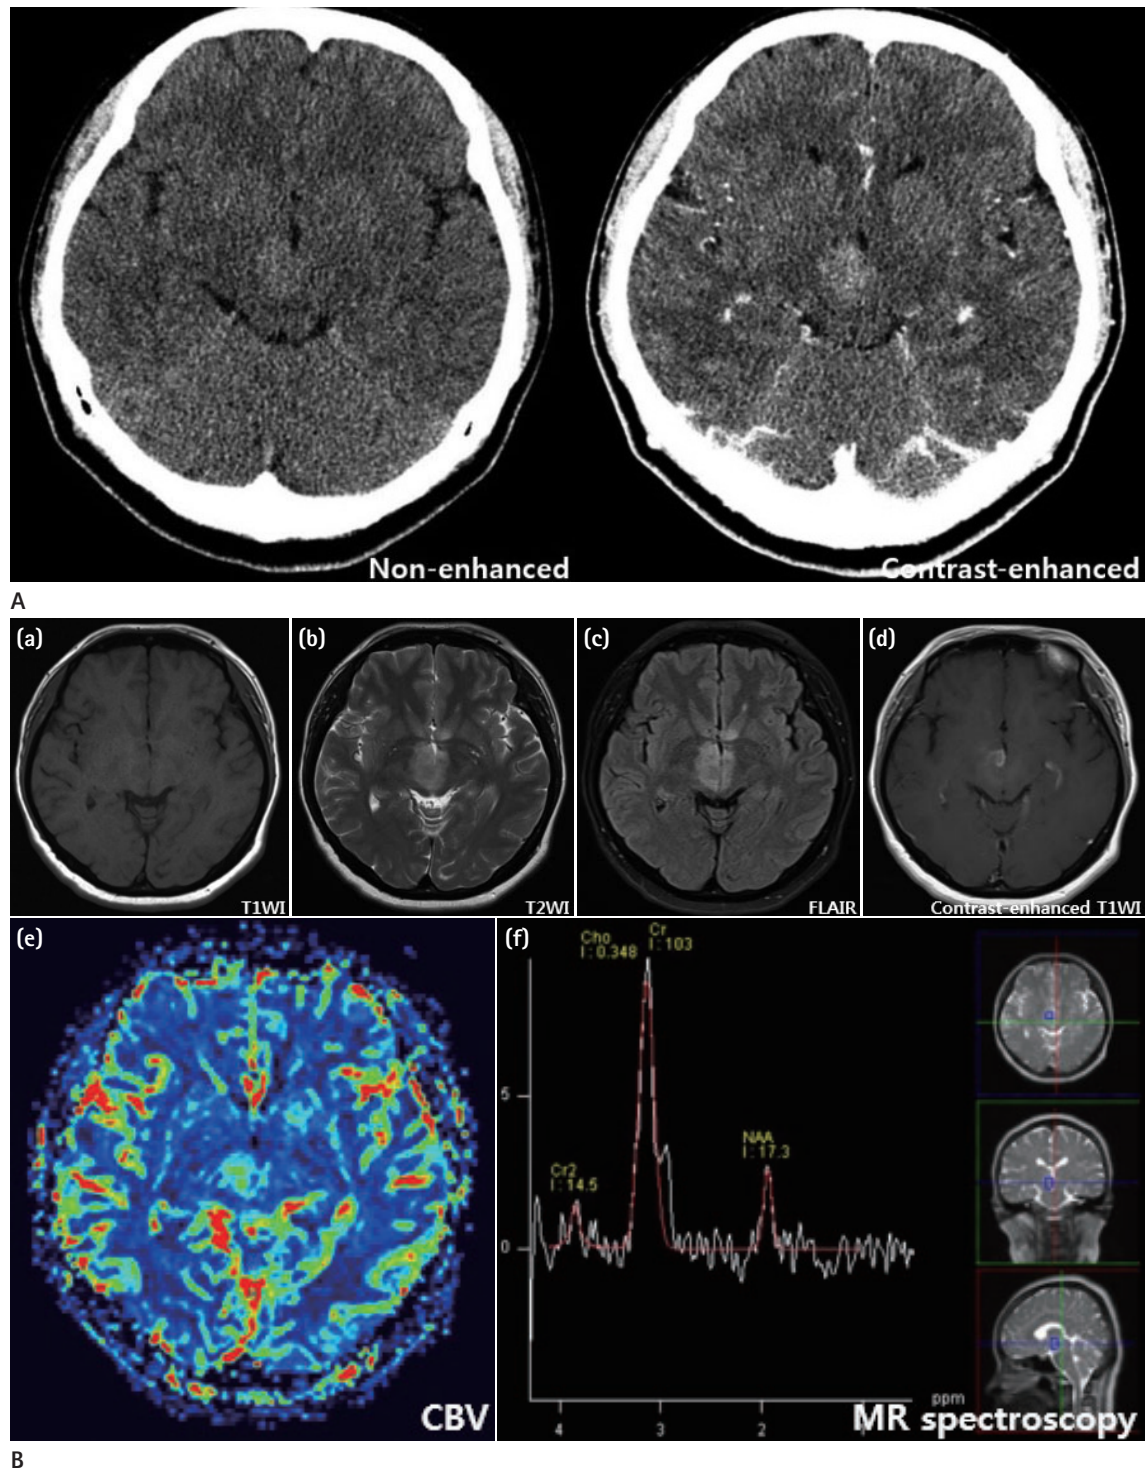 Non-enhanced
Contrast-enhanced
A
(a)
T1WI
(b)
T2WI
(c)
FLAIR
(d)
Contrast-enhanced T1WI
(e)
CBV
(f)
Cho
I : 0.348
Cr
I : 103
Cr2
I : 14.5
NAA
I : 17.3
5
0
4
3
2
1
ppm
MR spectroscopy
B